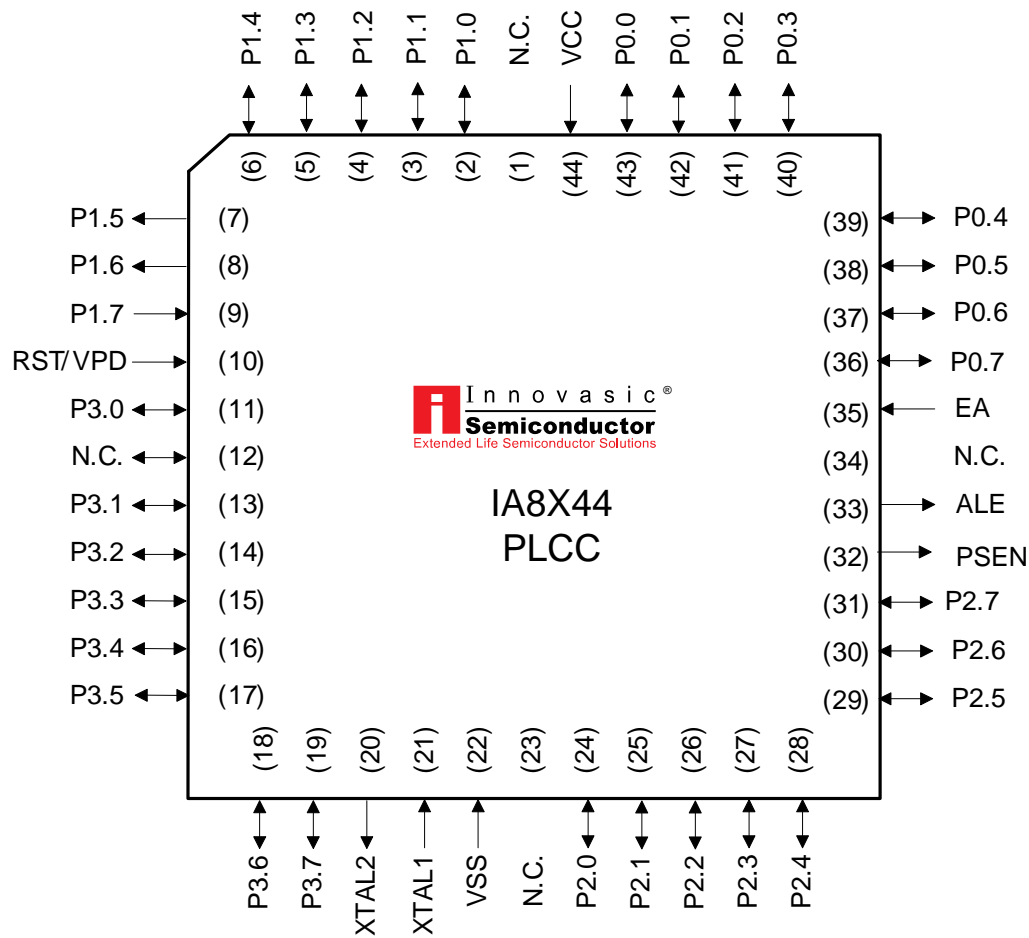 P1.4 P1.3 P1.2 P1.1 P1.0 N.C. VCC P0.0 P0.1 P0.2 P0.3
(6) (5) (4) (3) (2) (1) (44) (43) (42) (41) (40)
P1.5 (7) (39) P0.4
P1.6 (8) (38) P0.5
P1.7 (9) (37) P0.6
RST/VPD (10) (36) P0.7
P3.0 (11) (35) EA
N.C. (12) (34) N.C.
P3.1 (13) (33) ALE
P3.2 (14) (32) PSEN
P3.3 (15) (31) P2.7
P3.4 (16) (30) P2.6
P3.5 (17) (29) P2.5
i Innovasic®
Semiconductor
Extended Life Semiconductor Solutions
IA8X44
PLCC
(18) (19) (20) (21) (22) (23) (24) (25) (26) (27) (28)
P3.6 P3.7 XTAL2 XTAL1 VSS N.C. P2.0 P2.1 P2.2 P2.3 P2.4